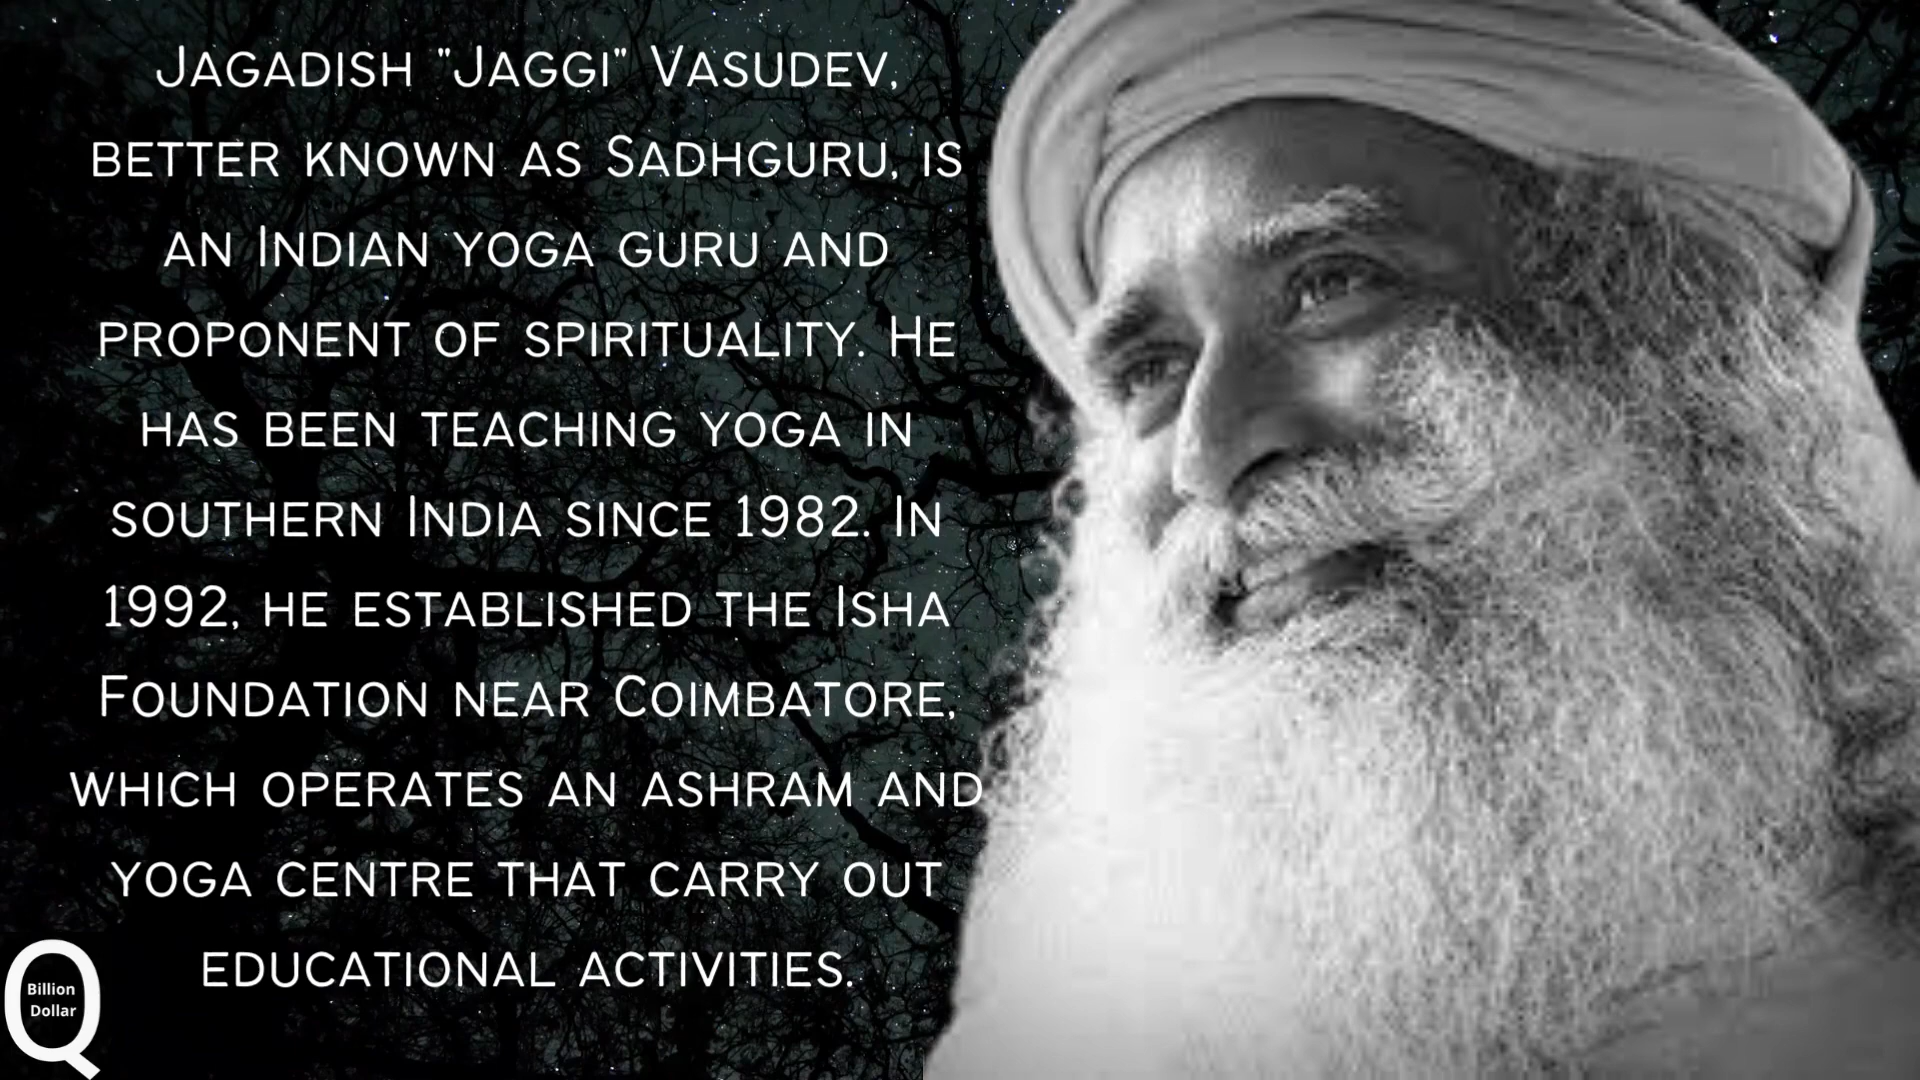 Jagadish "Jaggi" Vasudev,
better known as Sadhguru, is
an Indian yoga guru and
proponent of spirituality. He
has been teaching yoga in
southern India since 1982. In
1992, he established the Isha
Foundation near Coimbatore,
which operates an ashram and
yoga centre that carry out
educational activities.
Q
Billion
Dollar